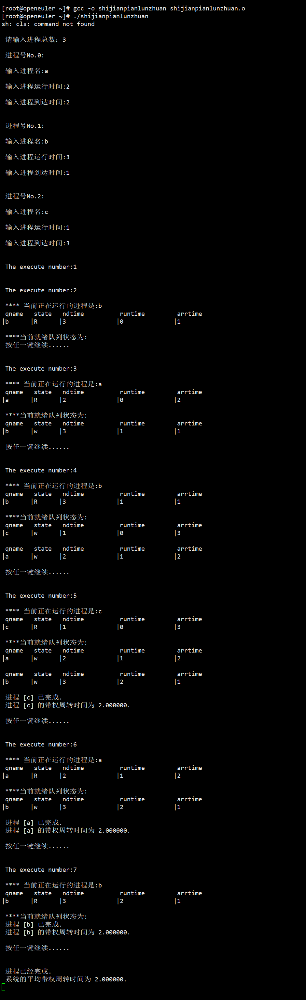 [root@openeuler ~]# gcc -o shijianpianlunzhuan shijianpianlunzhuan.o
[root@openeuler ~]# ./shijianpianlunzhuan
sh: cls: command not found
请输入进程总数: 3
进程号No.0:
输入进程名:a
输入进程运行时间:2
输入进程到达时间:2
进程号No.1:
输入进程名:b
输入进程运行时间:3
输入进程到达时间:1
进程号No.2:
输入进程名:c
输入进程运行时间:1
输入进程到达时间:3
The execute number:1
The execute number:2
**** 当前正在运行的进程是:b
qname state ndtime runtime arrtime
|b |R |3 |0 |1
****当前就绪队列状态为:
按任一键继续......
The execute number:3
**** 当前正在运行的进程是:a
qname state ndtime runtime arrtime
|a |R |2 |0 |2
****当前就绪队列状态为:
qname state ndtime runtime arrtime
|b |w |3 |1 |1
按任一键继续......
The execute number:4
**** 当前正在运行的进程是:b
qname state ndtime runtime arrtime
|b |R |3 |1 |1
****当前就绪队列状态为:
qname state ndtime runtime arrtime
|c |w |1 |0 |3
qname state ndtime runtime arrtime
|a |w |2 |1 |2
按任一键继续......
The execute number:5
**** 当前正在运行的进程是:c
qname state ndtime runtime arrtime
|c |R |1 |0 |3
****当前就绪队列状态为:
qname state ndtime runtime arrtime
|a |w |2 |1 |2
qname state ndtime runtime arrtime
|b |w |3 |2 |1
进程 [c] 已完成.
进程 [c] 的带权周转时间为 2.000000.
按任一键继续......
The execute number:6
**** 当前正在运行的进程是:a
qname state ndtime runtime arrtime
|a |R |2 |1 |2
****当前就绪队列状态为:
qname state ndtime runtime arrtime
|b |w |3 |2 |1
进程 [a] 已完成.
进程 [a] 的带权周转时间为 2.000000.
按任一键继续......
The execute number:7
**** 当前正在运行的进程是:b
qname state ndtime runtime arrtime
|b |R |3 |2 |1
****当前就绪队列状态为:
进程 [b] 已完成.
进程 [b] 的带权周转时间为 2.000000.
按任一键继续......
进程已经完成.
系统的平均带权周转时间为 2.000000.